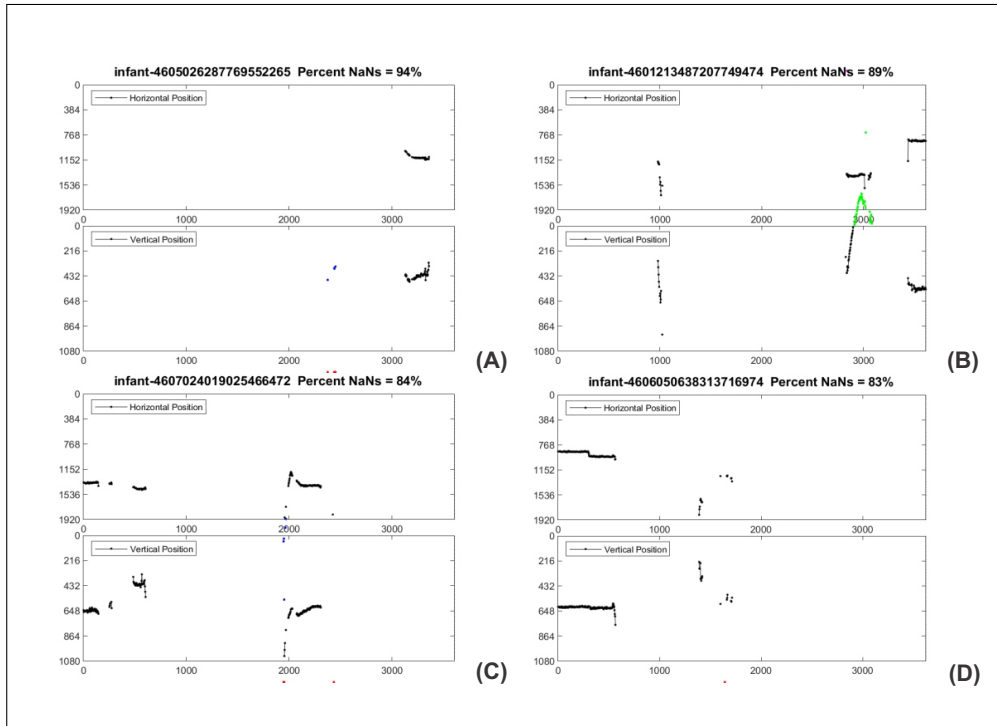 infant-4605026287769552265 Percent NaNs = 94%
0
384
768
1152
1536
1920
Horizontal Position
0 1000 2000 3000
0
216
432
648
864
1080
Vertical Position
0 1000 2000 3000
(A)
infant-4601213487207749474 Percent NaNs = 89%
0
384
768
1152
1536
1920
Horizontal Position
0 1000 2000 3000
0
216
432
648
864
1080
Vertical Position
0 1000 2000 3000
(B)
infant-4607024019025466472 Percent NaNs = 84%
0
384
768
1152
1536
1920
Horizontal Position
0 1000 2000 3000
0
216
432
648
864
1080
Vertical Position
0 1000 2000 3000
(C)
infant-4606050638313716974 Percent NaNs = 83%
0
384
768
1152
1536
1920
Horizontal Position
0 1000 2000 3000
0
216
432
648
864
1080
Vertical Position
0 1000 2000 3000
(D)